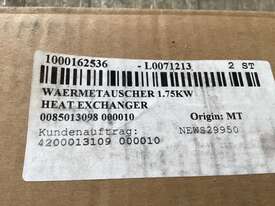 1000162536 - L0071213 2 ST
WAERMETAUSCHER 1.75KW
HEAT EXCHANGER
0085013098 000010 Origin: MT
Kundenauftrag: NEWS29950
4200013109 000010